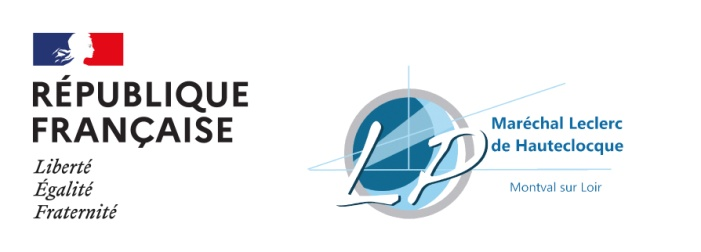 RÉPUBLIQUE
FRANÇAISE
Liberté
Égalité
Fraternité
LP
Maréchal Leclerc
de Hauteclocque
Montval sur Loir